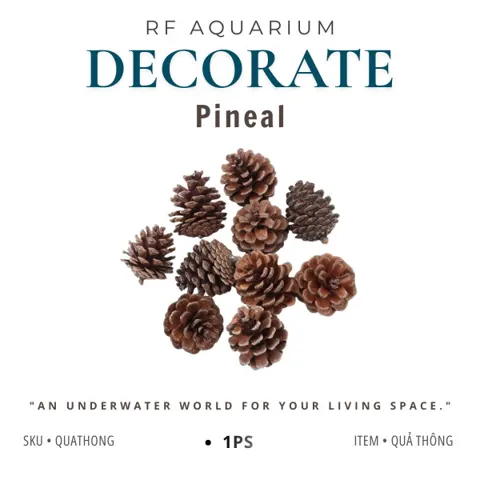 RF AQUARIUM
DECORATE
Pineal
"AN UNDERWATER WORLD FOR YOUR LIVING SPACE."
SKU • QUATHONG
• 1PS
ITEM • QUẢ THÔNG